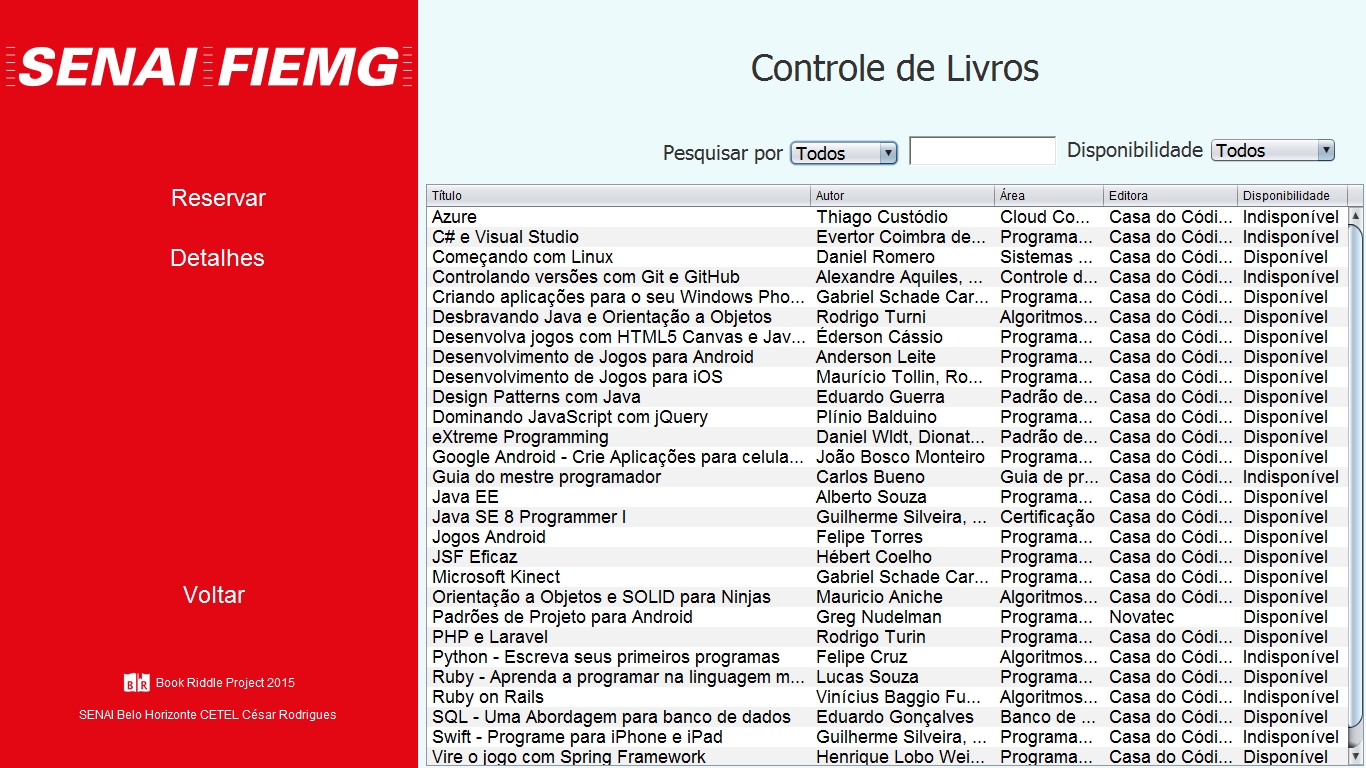 SENAI FIEMG
Controle de Livros
Pesquisar por Todos Disponibilidade Todos
Reservar
Detalhes
Voltar
BR Book Riddle Project 2015
SENAI Belo Horizonte CETEL César Rodrigues
Título Autor Área Editora Disponibilidade
Azure Thiago Custódio Cloud Co... Casa do Códi... Indisponível
C# e Visual Studio Evertor Coimbra de... Programa... Casa do Códi... Indisponível
Começando com Linux Daniel Romero Sistemas ... Casa do Códi... Disponível
Controlando versões com Git e GitHub Alexandre Aquiles, ... Controle d... Casa do Códi... Indisponível
Criando aplicações para o seu Windows Pho... Gabriel Schade Car... Programa... Casa do Códi... Disponível
Desbravando Java e Orientação a Objetos Rodrigo Turni Algoritmos... Casa do Códi... Disponível
Desenvolva jogos com HTML5 Canvas e Jav... Éderson Cássio Programa... Casa do Códi... Disponível
Desenvolvimento de Jogos para Android Anderson Leite Programa... Casa do Códi... Disponível
Desenvolvimento de Jogos para iOS Maurício Tollin, Ro... Programa... Casa do Códi... Disponível
Design Patterns com Java Eduardo Guerra Padrão de... Casa do Códi... Disponível
Dominando JavaScript com jQuery Plínio Balduino Programa... Casa do Códi... Disponível
eXtreme Programming Daniel Wldt, Dionat... Padrão de... Casa do Códi... Disponível
Google Android - Crie Aplicações para celula... João Bosco Monteiro Programa... Casa do Códi... Disponível
Guia do mestre programador Carlos Bueno Guia de pr... Casa do Códi... Indisponível
Java EE Alberto Souza Programa... Casa do Códi... Disponível
Java SE 8 Programmer I Guilherme Silveira, ... Certificação Casa do Códi... Disponível
Jogos Android Felipe Torres Programa... Casa do Códi... Disponível
JSF Eficaz Hébert Coelho Programa... Casa do Códi... Disponível
Microsoft Kinect Gabriel Schade Car... Programa... Casa do Códi... Disponível
Orientação a Objetos e SOLID para Ninjas Mauricio Aniche Algoritmos... Casa do Códi... Disponível
Padrões de Projeto para Android Greg Nudelman Programa... Novatec Disponível
PHP e Laravel Rodrigo Turin Programa... Casa do Códi... Disponível
Python - Escreva seus primeiros programas Felipe Cruz Algoritmos... Casa do Códi... Indisponível
Ruby - Aprenda a programar na linguagem m... Lucas Souza Programa... Casa do Códi... Disponível
Ruby on Rails Vinícius Baggio Fu... Algoritmos... Casa do Códi... Indisponível
SQL - Uma Abordagem para banco de dados Eduardo Gonçalves Banco de ... Casa do Códi... Disponível
Swift - Programe para iPhone e iPad Guilherme Silveira, ... Programa... Casa do Códi... Indisponível
Vire o jogo com Spring Framework Henrique Lobo Wei... Programa... Casa do Códi... Disponível